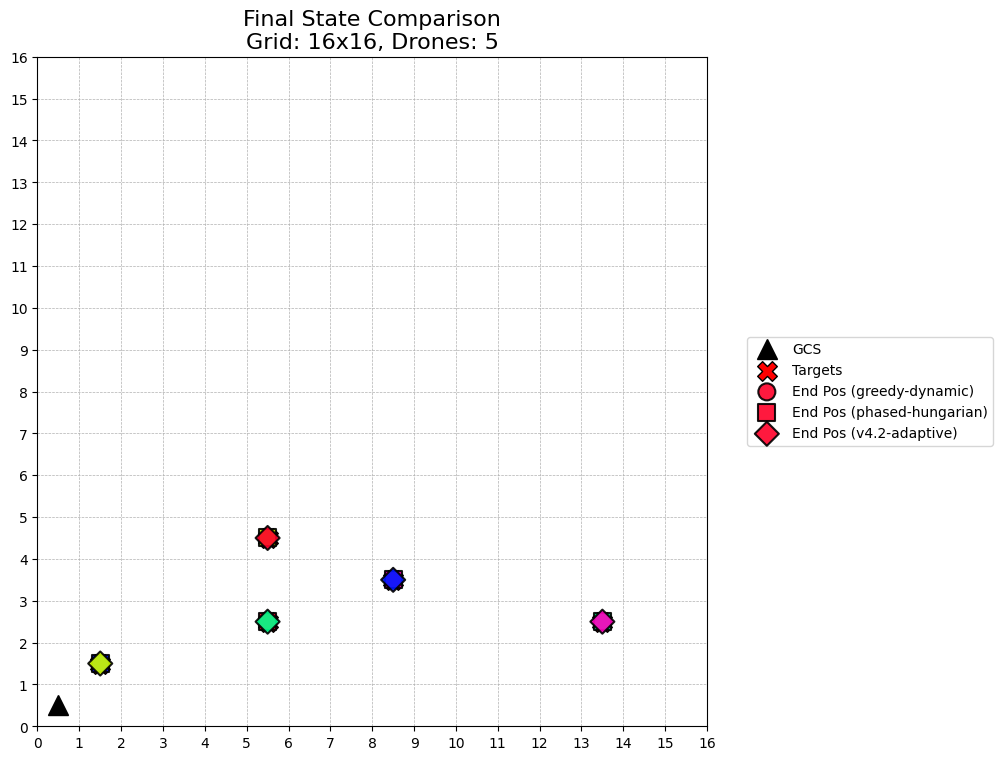 Final State Comparison
Grid: 16x16, Drones: 5
16
15
14
13
12
11
10
9
8
7
6
5
4
3
2
1
0
0 1 2 3 4 5 6 7 8 9 10 11 12 13 14 15 16
GCS
Targets
End Pos (greedy-dynamic)
End Pos (phased-hungarian)
End Pos (v4.2-adaptive)